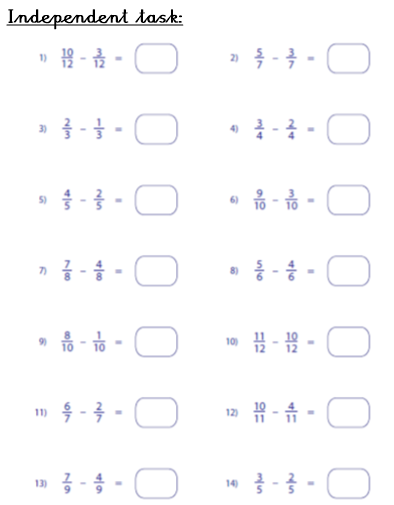 Independent task:
1) 10/12 - 3/12 =
2) 5/7 - 3/7 =
3) 2/3 - 1/3 =
4) 3/4 - 2/4 =
5) 4/5 - 2/5 =
6) 9/10 - 3/10 =
7) 7/8 - 4/8 =
8) 5/6 - 4/6 =
9) 8/10 - 1/10 =
10) 11/12 - 10/12 =
11) 6/7 - 2/7 =
12) 10/11 - 4/11 =
13) 7/9 - 4/9 =
14) 3/5 - 2/5 =